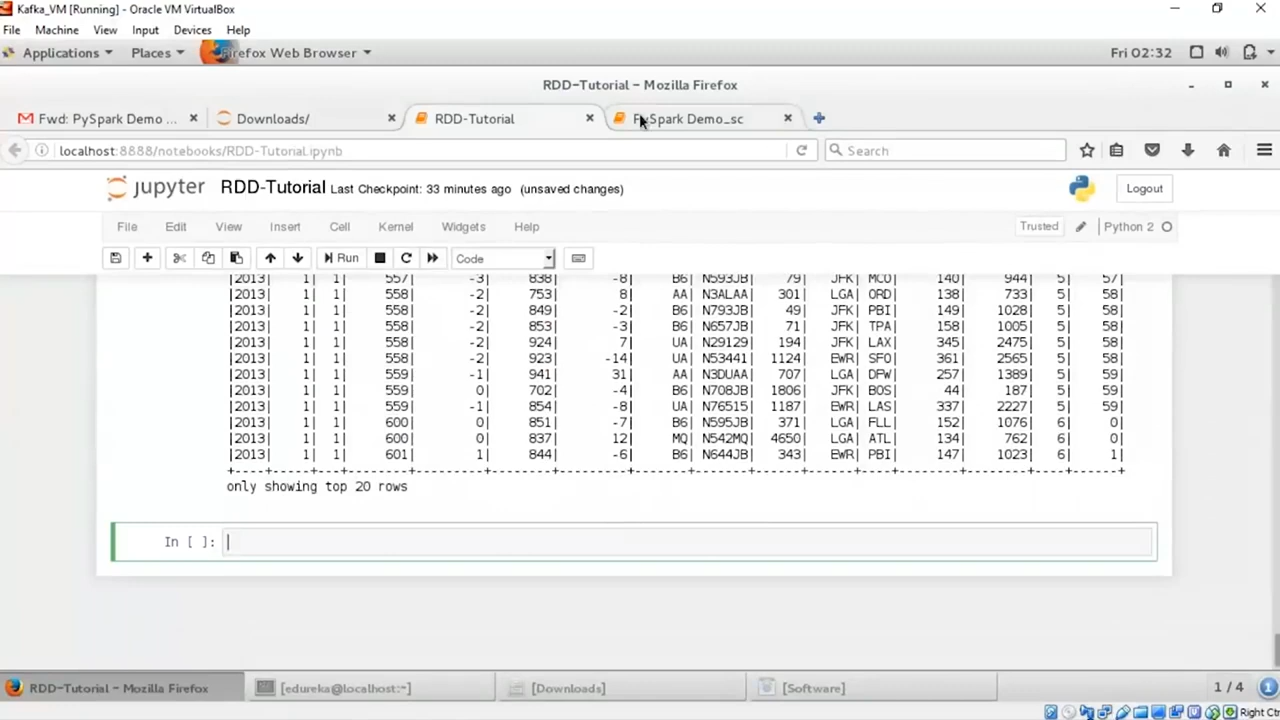 Kafka_VM [Running] - Oracle VM VirtualBox
File Machine View Input Devices Help
Applications Places Firefox Web Browser Fri 02:32
RDD-Tutorial - Mozilla Firefox
Fwd: PySpark Demo ... Downloads/ RDD-Tutorial PySpark Demo_sc
localhost:8888/notebooks/RDD-Tutorial.ipynb Search
jupyter RDD-Tutorial Last Checkpoint: 33 minutes ago (unsaved changes) Logout
File Edit View Insert Cell Kernel Widgets Help Trusted Python 2
Run Code
|2013| 1| 1| 557| -3| 838| -8| B6| N593JB| 79| JFK| MCO| 140| 944| 5| 57|
|2013| 1| 1| 558| -2| 753| 8| AA| N3ALAA| 301| LGA| ORD| 138| 733| 5| 58|
|2013| 1| 1| 558| -2| 849| -2| B6| N793JB| 49| JFK| PBI| 149| 1028| 5| 58|
|2013| 1| 1| 558| -2| 853| -3| B6| N657JB| 71| JFK| TPA| 158| 1005| 5| 58|
|2013| 1| 1| 558| -2| 924| 7| UA| N29129| 194| JFK| LAX| 345| 2475| 5| 58|
|2013| 1| 1| 558| -2| 923| -14| UA| N53441| 1124| EWR| SFO| 361| 2565| 5| 58|
|2013| 1| 1| 559| -1| 941| 31| AA| N3DUAA| 707| LGA| DFW| 257| 1389| 5| 59|
|2013| 1| 1| 559| 0| 702| -4| B6| N708JB| 1806| JFK| BOS| 44| 187| 5| 59|
|2013| 1| 1| 559| -1| 854| -8| UA| N76515| 1187| EWR| LAS| 337| 2227| 5| 59|
|2013| 1| 1| 600| 0| 851| -7| B6| N595JB| 371| LGA| FLL| 152| 1076| 6| 0|
|2013| 1| 1| 600| 0| 837| 12| MQ| N542MQ| 4650| LGA| ATL| 134| 762| 6| 0|
|2013| 1| 1| 601| 1| 844| -6| B6| N644JB| 343| EWR| PBI| 147| 1023| 6| 1|
+----+-----+---+--------+---------+--------+---------+-------+-------+------+------+----+--------+--------+----+------+
only showing top 20 rows
In [ ]:
RDD-Tutorial - Mozilla Firefox [edureka@localhost:~] [Downloads] [Software] 1 / 4 1
Right Ctr